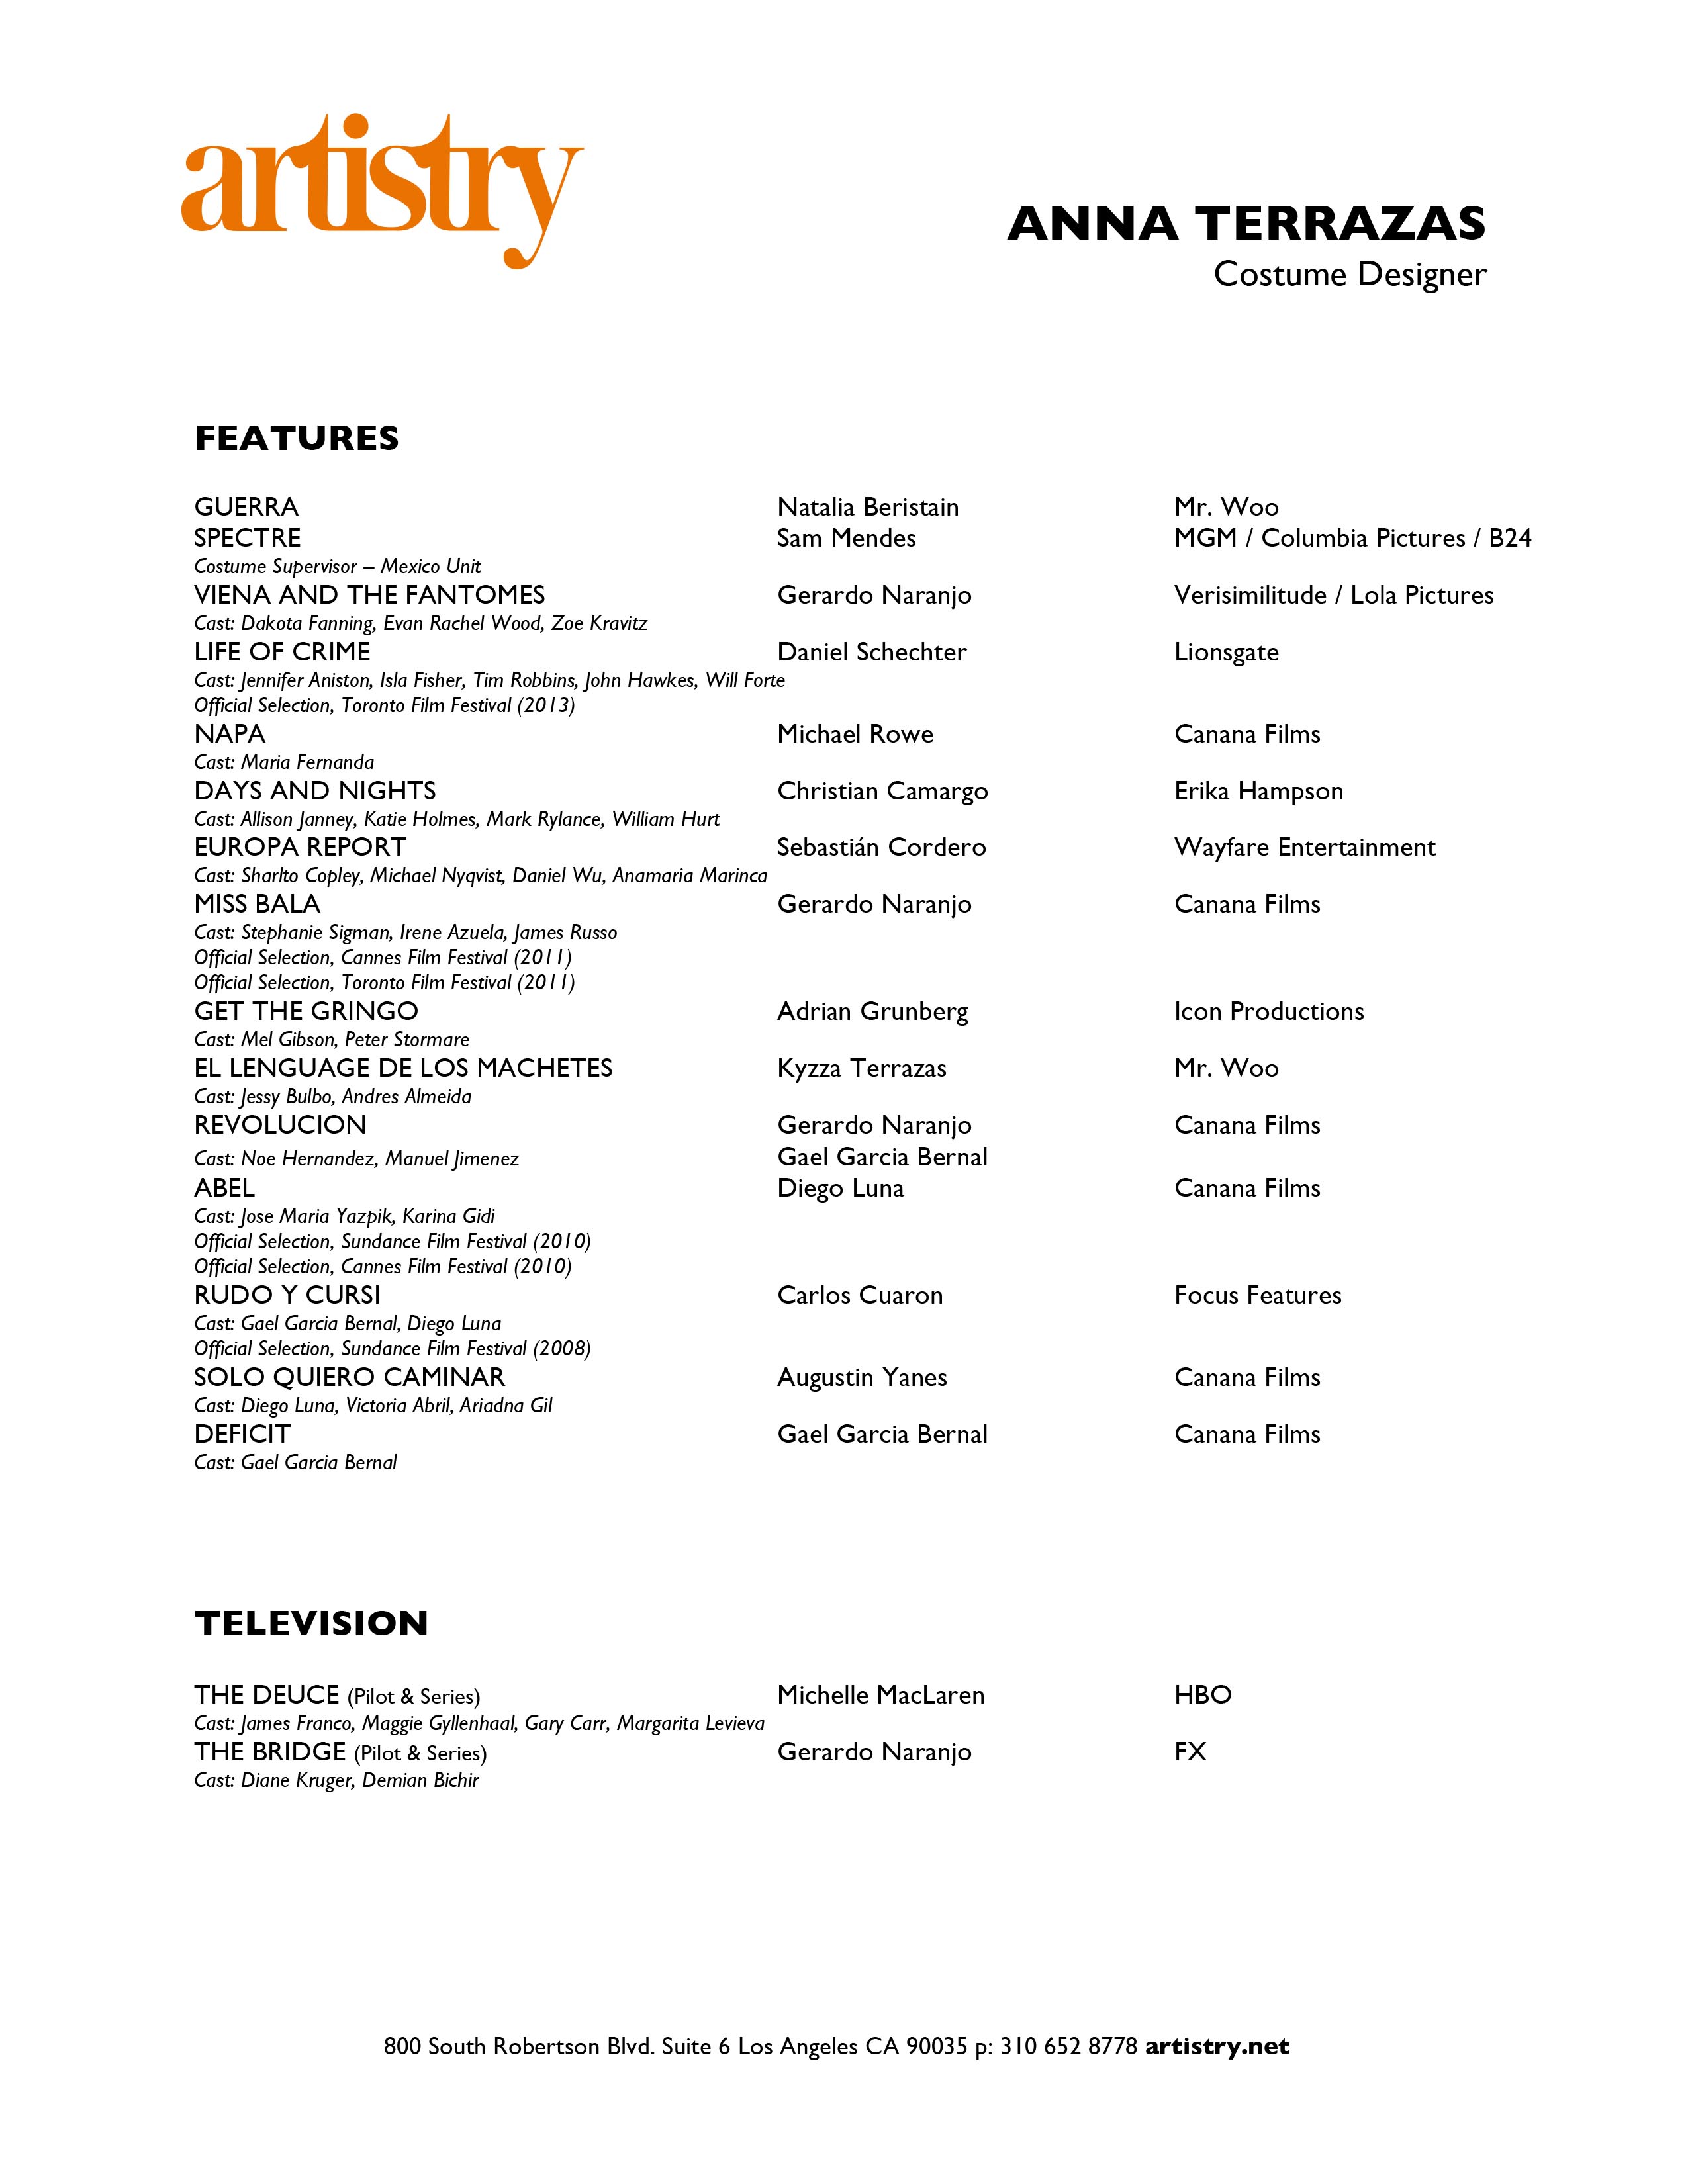 artistry
ANNA TERRAZAS
Costume Designer
FEATURES
GUERRA Natalia Beristain Mr. Woo
SPECTRE Sam Mendes MGM / Columbia Pictures / B24
Costume Supervisor – Mexico Unit
VIENA AND THE FANTOMES Gerardo Naranjo Verisimilitude / Lola Pictures
Cast: Dakota Fanning, Evan Rachel Wood, Zoe Kravitz
LIFE OF CRIME Daniel Schechter Lionsgate
Cast: Jennifer Aniston, Isla Fisher, Tim Robbins, John Hawkes, Will Forte
Official Selection, Toronto Film Festival (2013)
NAPA Michael Rowe Canana Films
Cast: Maria Fernanda
DAYS AND NIGHTS Christian Camargo Erika Hampson
Cast: Allison Janney, Katie Holmes, Mark Rylance, William Hurt
EUROPA REPORT Sebastián Cordero Wayfare Entertainment
Cast: Sharlto Copley, Michael Nyqvist, Daniel Wu, Anamaria Marinca
MISS BALA Gerardo Naranjo Canana Films
Cast: Stephanie Sigman, Irene Azuela, James Russo
Official Selection, Cannes Film Festival (2011)
Official Selection, Toronto Film Festival (2011)
GET THE GRINGO Adrian Grunberg Icon Productions
Cast: Mel Gibson, Peter Stormare
EL LENGUAGE DE LOS MACHETES Kyzza Terrazas Mr. Woo
Cast: Jessy Bulbo, Andres Almeida
REVOLUCION Gerardo Naranjo Canana Films
Cast: Noe Hernandez, Manuel Jimenez Gael Garcia Bernal
ABEL Diego Luna Canana Films
Cast: Jose Maria Yazpik, Karina Gidi
Official Selection, Sundance Film Festival (2010)
Official Selection, Cannes Film Festival (2010)
RUDO Y CURSI Carlos Cuaron Focus Features
Cast: Gael Garcia Bernal, Diego Luna
Official Selection, Sundance Film Festival (2008)
SOLO QUIERO CAMINAR Augustin Yanes Canana Films
Cast: Diego Luna, Victoria Abril, Ariadna Gil
DEFICIT Gael Garcia Bernal Canana Films
Cast: Gael Garcia Bernal
TELEVISION
THE DEUCE (Pilot & Series) Michelle MacLaren HBO
Cast: James Franco, Maggie Gyllenhaal, Gary Carr, Margarita Levieva
THE BRIDGE (Pilot & Series) Gerardo Naranjo FX
Cast: Diane Kruger, Demian Bichir
800 South Robertson Blvd. Suite 6 Los Angeles CA 90035 p: 310 652 8778 artistry.net